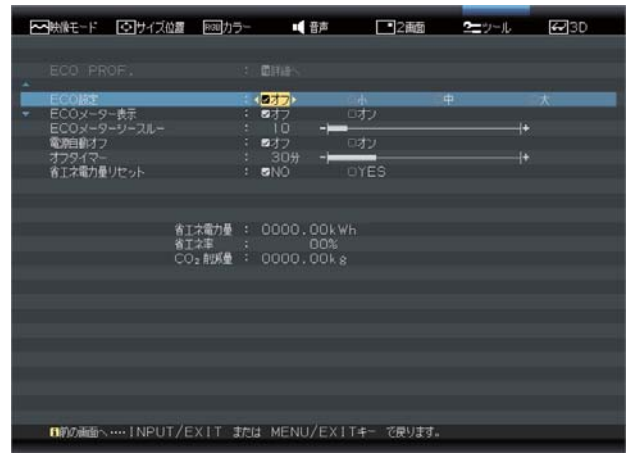 映像モード サイズ位置 RGB カラー 音声 2画面 ツール 3D
ECO PROF. : 詳細へ
ECO設定 : オフ 小 中 大
ECOメーター表示 : オフ オン
ECOメーターシースルー : 10 - +
電源自動オフ : オフ オン
オフタイマー : 30分 - +
省エネ電力量リセット : NO YES
省エネ電力量 : 0000.00kWh
省エネ率 : 00%
CO₂削減量 : 0000.00kg
前の画面へ‥‥INPUT/EXIT または MENU/EXITキー で戻ります。